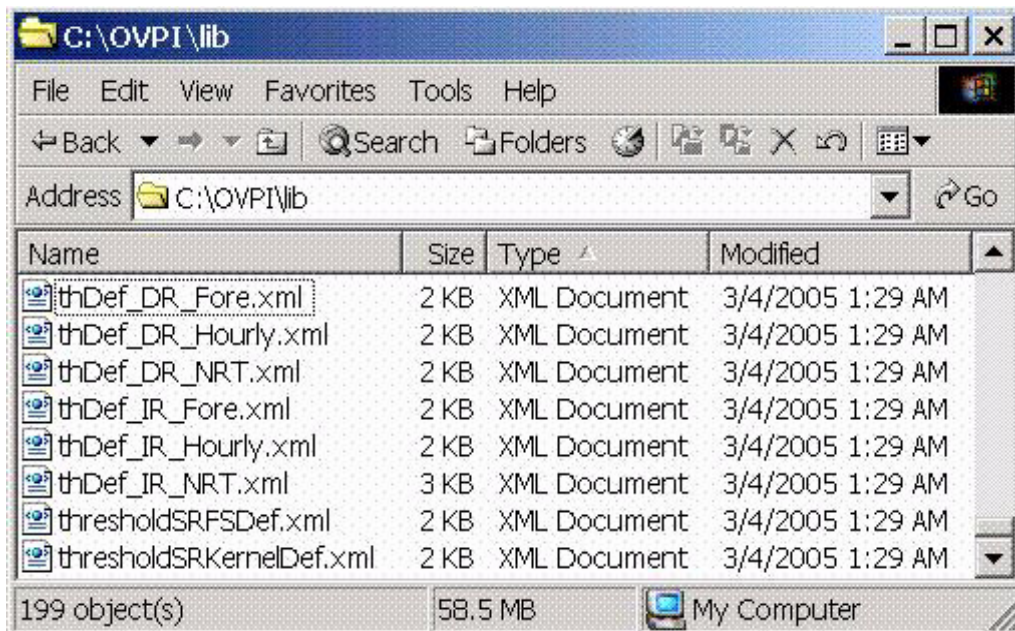 C:\OVPI\lib
File Edit View Favorites Tools Help
Back Search Folders
Address C:\OVPI\lib Go
Name Size Type Modified
thDef_DR_Fore.xml 2 KB XML Document 3/4/2005 1:29 AM
thDef_DR_Hourly.xml 2 KB XML Document 3/4/2005 1:29 AM
thDef_DR_NRT.xml 2 KB XML Document 3/4/2005 1:29 AM
thDef_IR_Fore.xml 2 KB XML Document 3/4/2005 1:29 AM
thDef_IR_Hourly.xml 2 KB XML Document 3/4/2005 1:29 AM
thDef_IR_NRT.xml 3 KB XML Document 3/4/2005 1:29 AM
thresholdSRFSDef.xml 2 KB XML Document 3/4/2005 1:29 AM
thresholdSRKernelDef.xml 2 KB XML Document 3/4/2005 1:29 AM
199 object(s) 58.5 MB My Computer